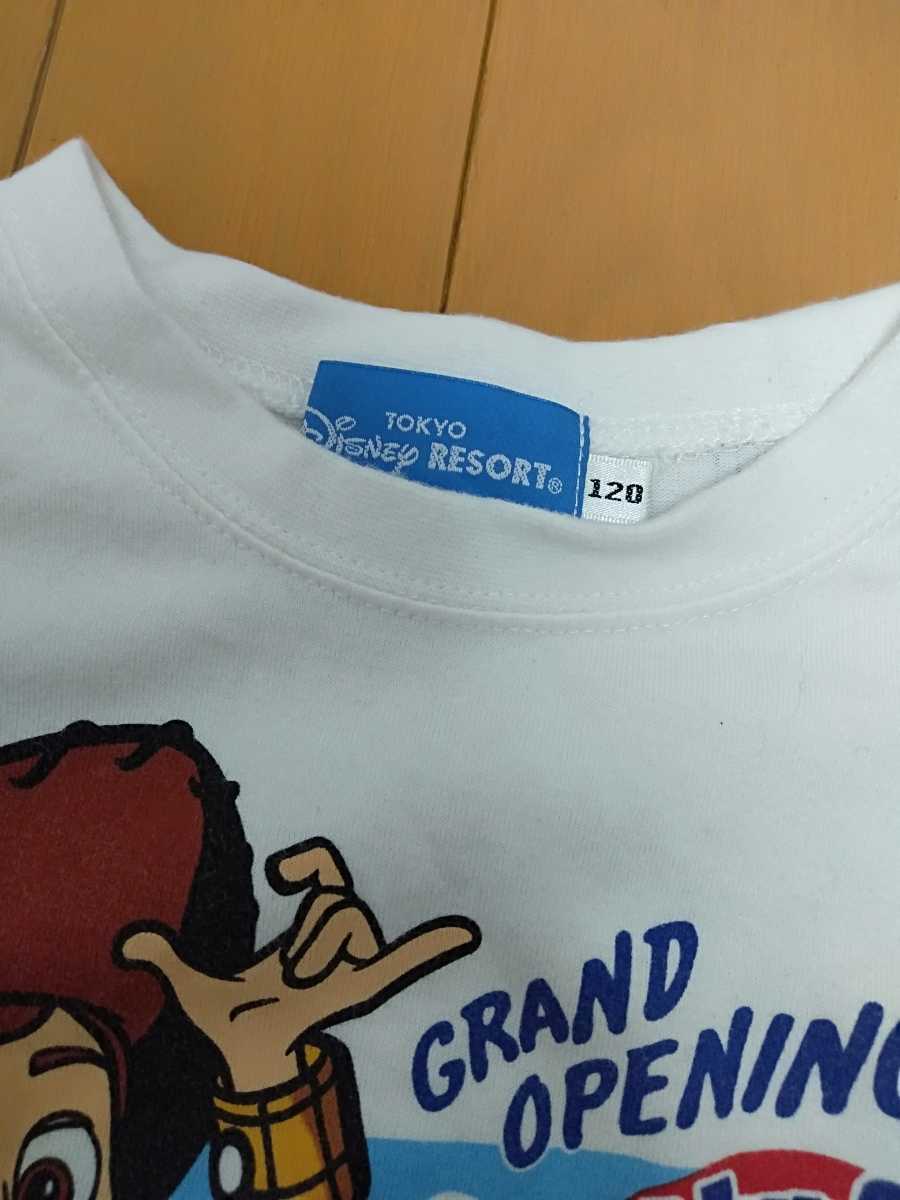 TOKYO
Disney RESORT®
120
GRAND
OPENING